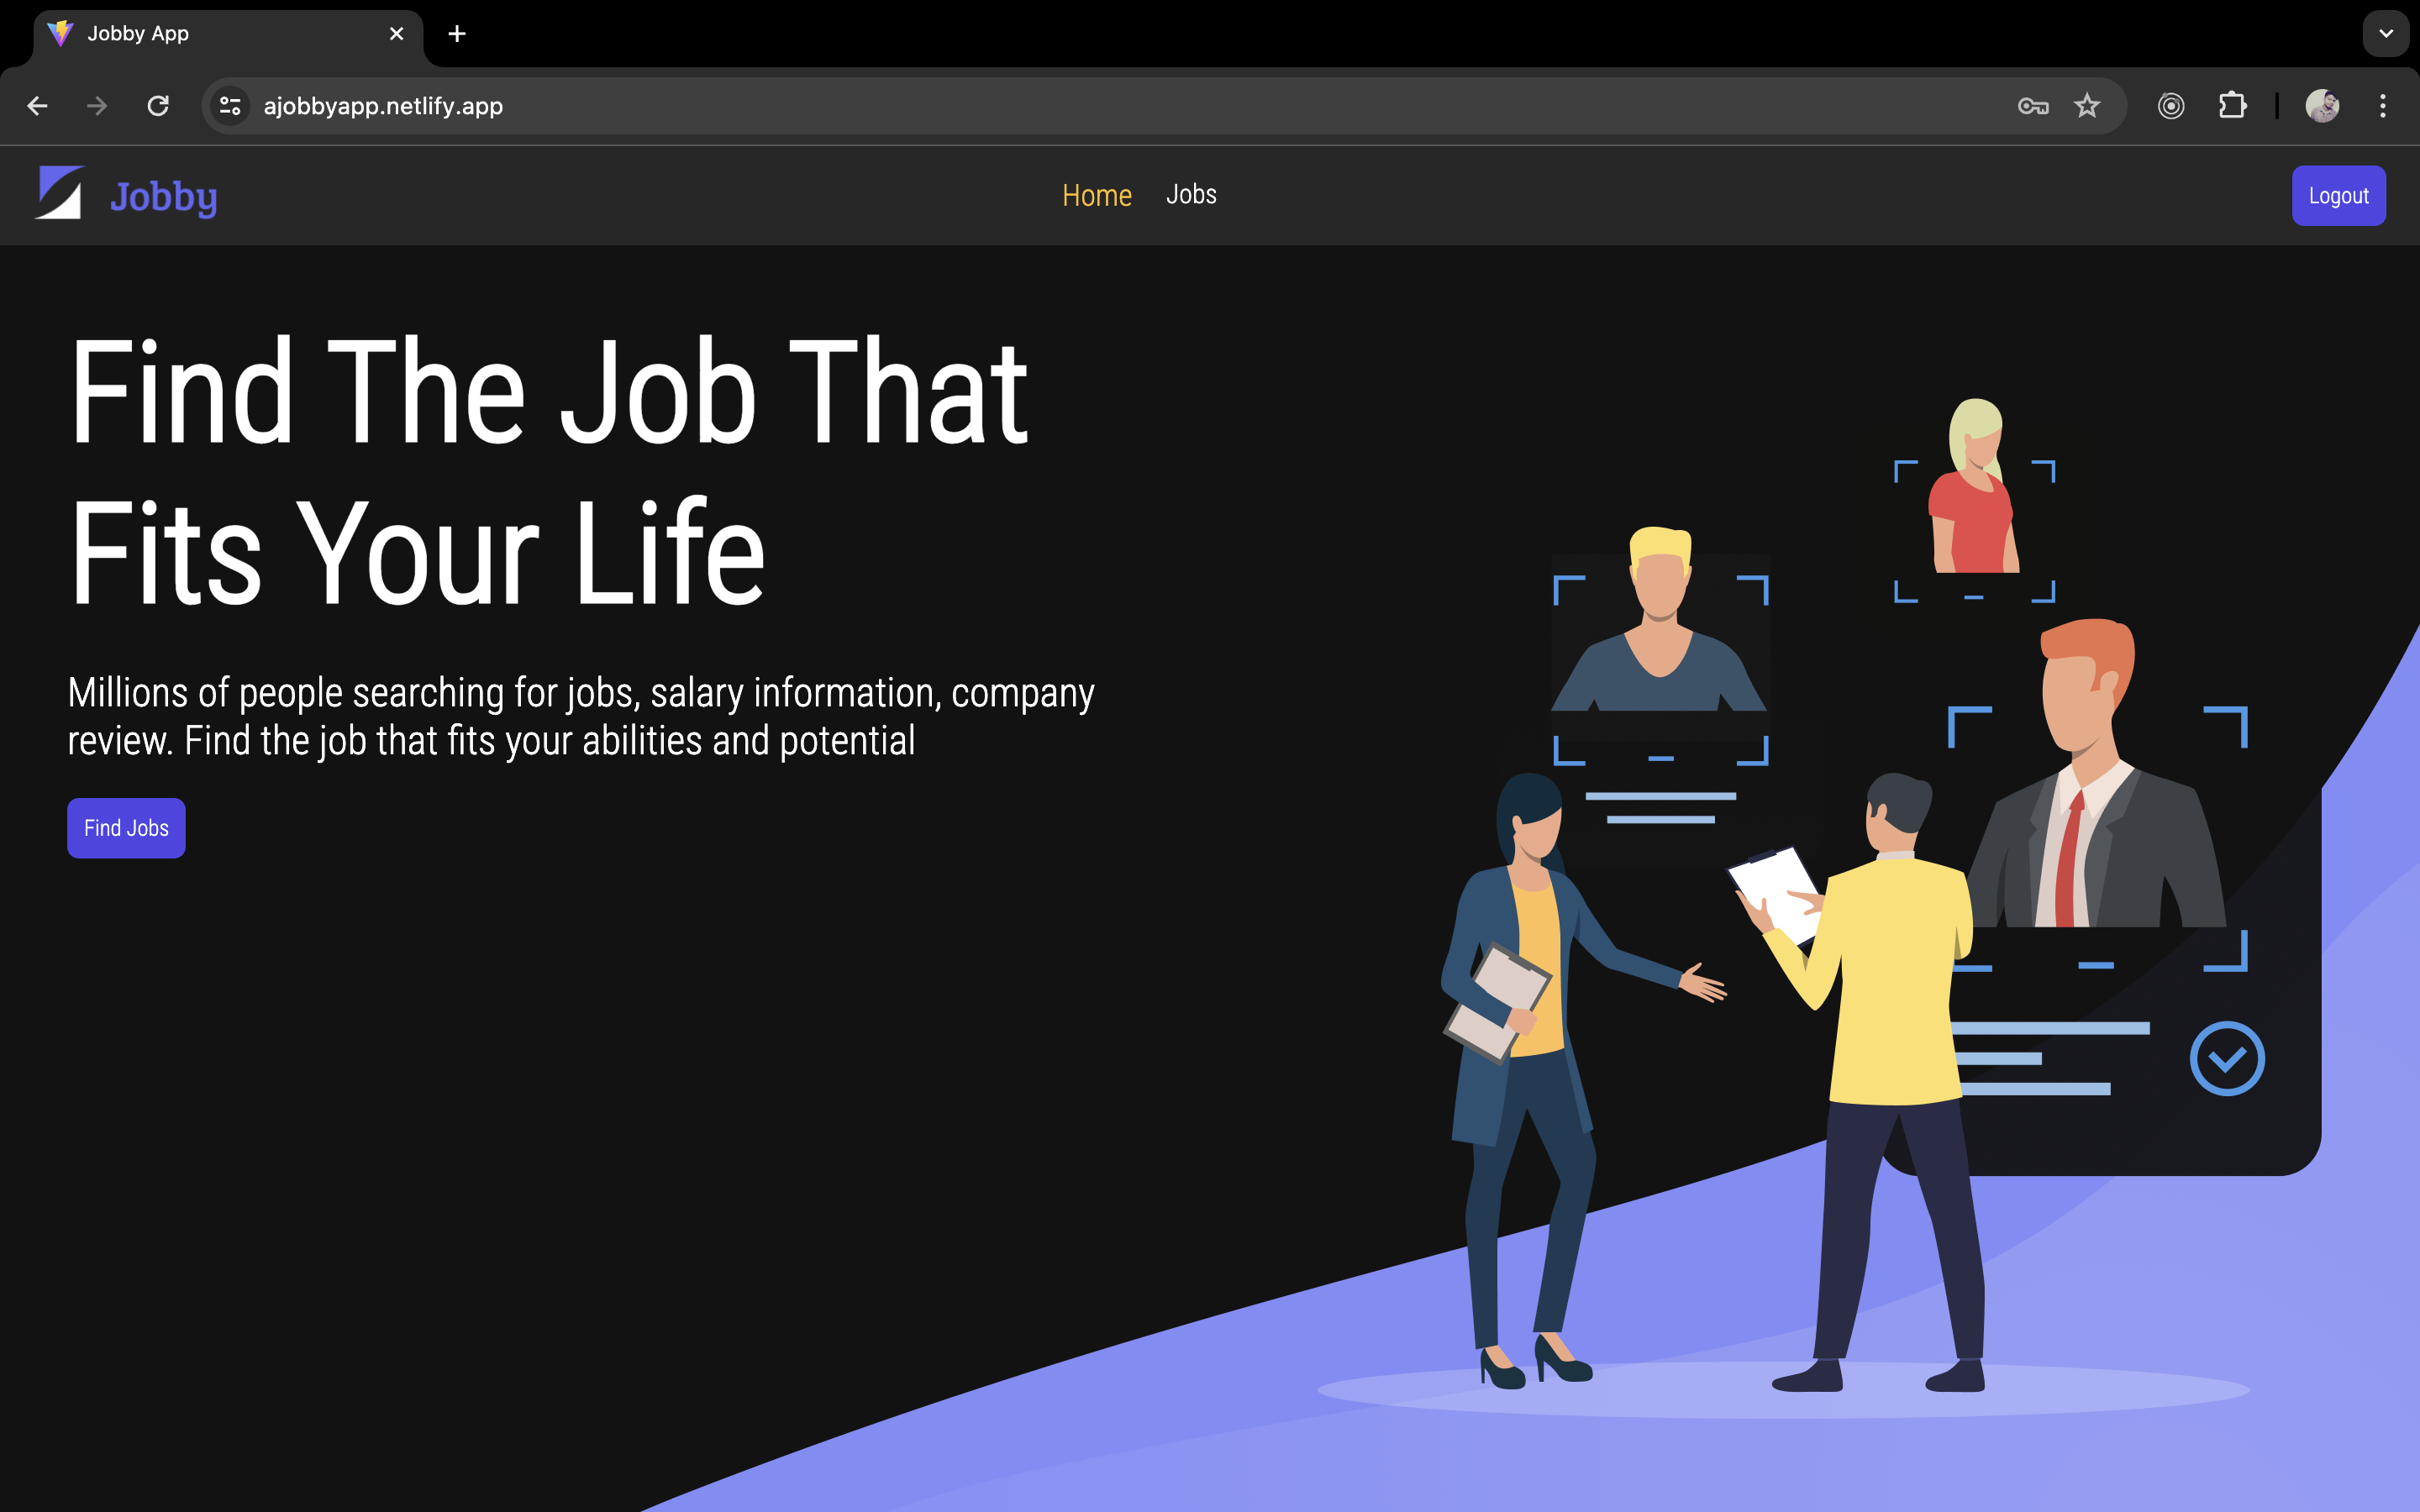 Jobby App
ajobbyapp.netlify.app
Jobby
Home
Jobs
Logout
Find The Job That
Fits Your Life
Millions of people searching for jobs, salary information, company
review. Find the job that fits your abilities and potential
Find Jobs